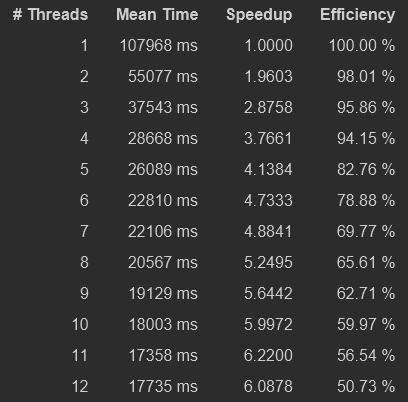 # Threads Mean Time Speedup Efficiency
1 107968 ms 1.0000 100.00 %
2 55077 ms 1.9603 98.01 %
3 37543 ms 2.8758 95.86 %
4 28668 ms 3.7661 94.15 %
5 26089 ms 4.1384 82.76 %
6 22810 ms 4.7333 78.88 %
7 22106 ms 4.8841 69.77 %
8 20567 ms 5.2495 65.61 %
9 19129 ms 5.6442 62.71 %
10 18003 ms 5.9972 59.97 %
11 17358 ms 6.2200 56.54 %
12 17735 ms 6.0878 50.73 %